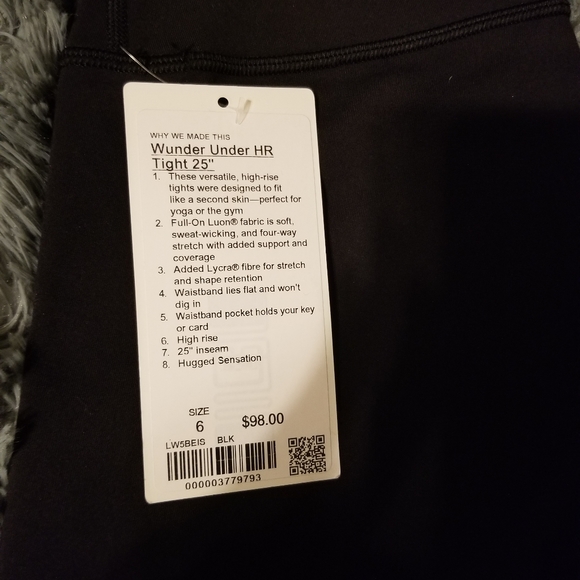 WHY WE MADE THIS
Wunder Under HR
Tight 25"
1. These versatile, high-rise
tights were designed to fit
like a second skin—perfect for
yoga or the gym
2. Full-On Luon® fabric is soft,
sweat-wicking, and four-way
stretch with added support and
coverage
3. Added Lycra® fibre for stretch
and shape retention
4. Waistband lies flat and won't
dig in
5. Waistband pocket holds your key
or card
6. High rise
7. 25" inseam
8. Hugged Sensation
SIZE
6 $98.00
LW5BEIS BLK
000003779793